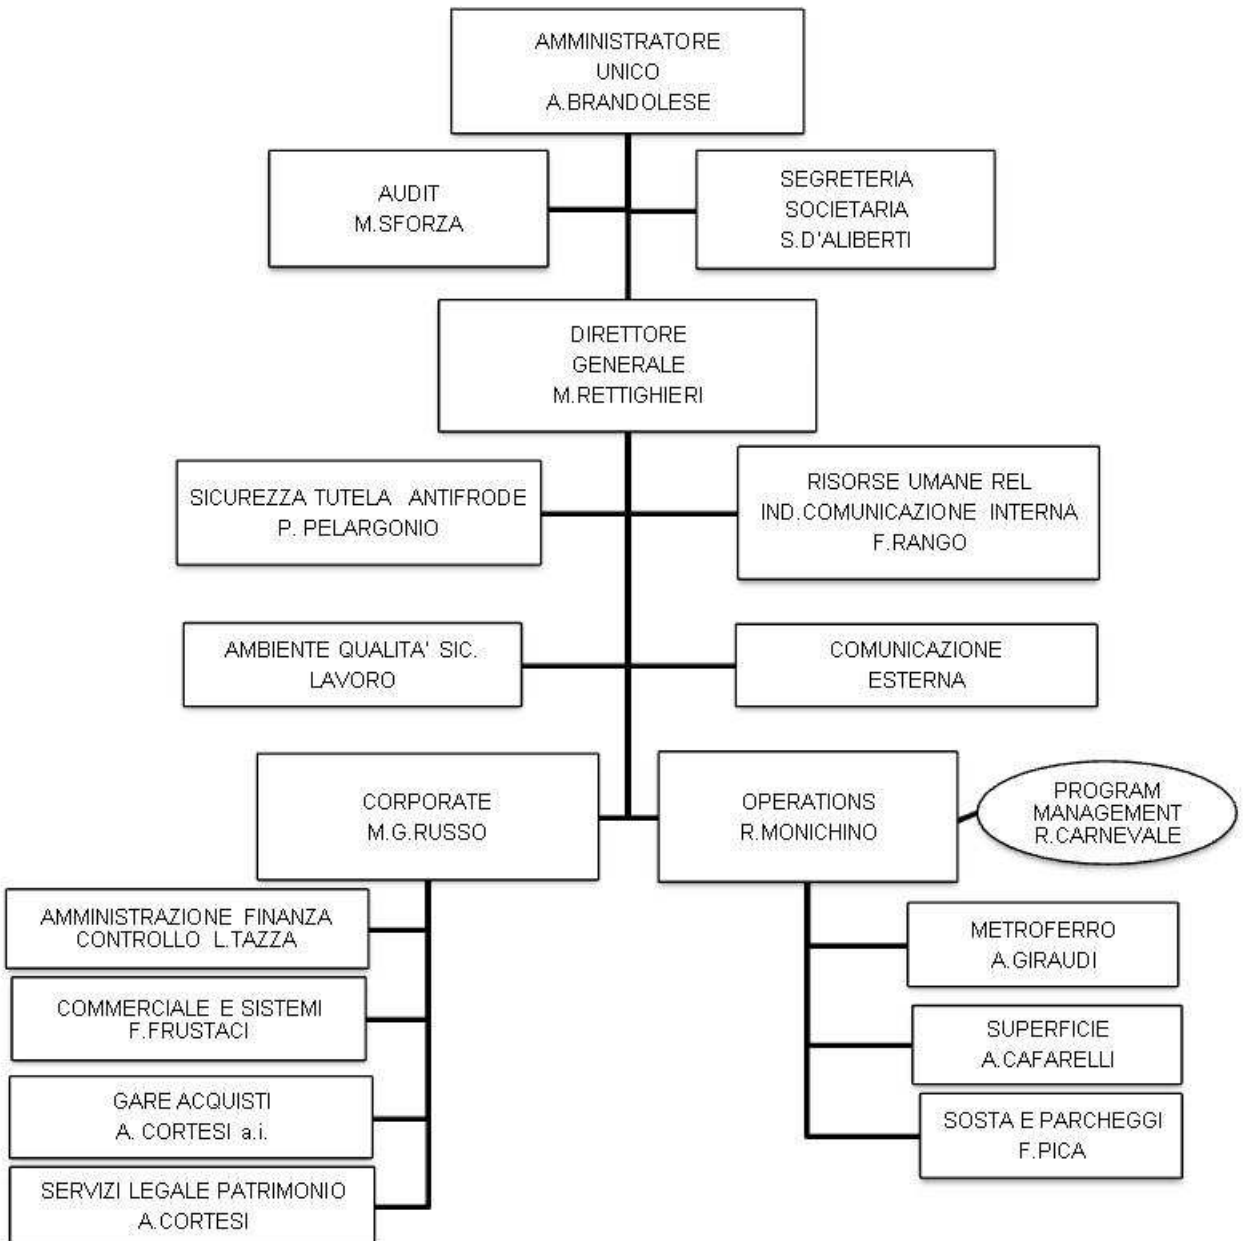 AMMINISTRATORE
UNICO
A.BRANDOLESE
AUDIT
M.SFORZA
SEGRETERIA
SOCIETARIA
S.D'ALIBERTI
DIRETTORE
GENERALE
M.RETTIGHIERI
SICUREZZA TUTELA ANTIFRODE
P. PELARGONIO
RISORSE UMANE REL
IND.COMUNICAZIONE INTERNA
F.RANGO
AMBIENTE QUALITA' SIC.
LAVORO
COMUNICAZIONE
ESTERNA
CORPORATE
M.G.RUSSO
OPERATIONS
R.MONICHINO
PROGRAM
MANAGEMENT
R.CARNEVALE
AMMINISTRAZIONE FINANZA
CONTROLLO L.TAZZA
COMMERCIALE E SISTEMI
F.FRUSTACI
GARE ACQUISTI
A. CORTESI a.i.
SERVIZI LEGALE PATRIMONIO
A.CORTESI
METROFERRO
A.GIRAUDI
SUPERFICIE
A.CAFARELLI
SOSTA E PARCHEGGI
F.PICA